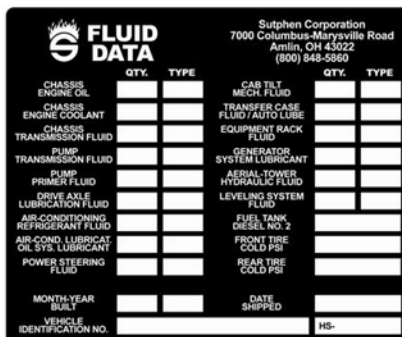 FLUID
DATA
Sutphen Corporation
7000 Columbus-Marysville Road
Amlin, OH 43022
(800) 848-5860
QTY. TYPE
QTY. TYPE
CHASSIS
ENGINE OIL
CHASSIS
ENGINE COOLANT
CHASSIS
TRANSMISSION FLUID
PUMP
TRANSMISSION FLUID
PUMP
PRIMER FLUID
DRIVE AXLE
LUBRICATION FLUID
AIR-CONDITIONING
REFRIGERANT FLUID
AIR-COND. LUBRICAT.
OIL SYS. LUBRICANT
POWER STEERING
FLUID
MONTH-YEAR
BUILT
CAB TILT
MECH. FLUID
TRANSFER CASE
FLUID / AUTO LUBE
EQUIPMENT RACK
FLUID
GENERATOR
SYSTEM LUBRICANT
AERIAL-TOWER
HYDRAULIC FLUID
LEVELING SYSTEM
FLUID
FUEL TANK
DIESEL NO. 2
FRONT TIRE
COLD PSI
REAR TIRE
COLD PSI
DATE
SHIPPED
VEHICLE
IDENTIFICATION NO.
HS-